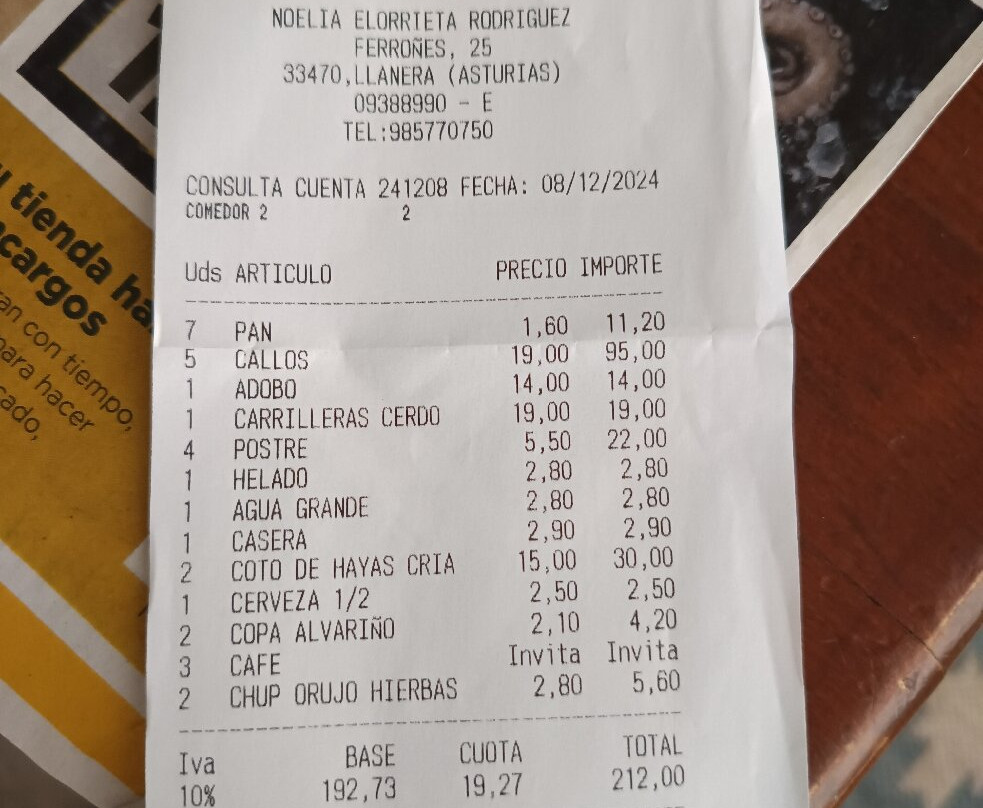 NOELIA ELORRIETA RODRIGUEZ
FERROÑES, 25
33470,LLANERA (ASTURIAS)
09388990 - E
TEL:985770750
CONSULTA CUENTA 241208 FECHA: 08/12/2024
COMEDOR 2 2
Uds ARTICULO PRECIO IMPORTE
7 PAN 1,60 11,20
5 CALLOS 19,00 95,00
1 ADOBO 14,00 14,00
1 CARRILLERAS CERDO 19,00 19,00
4 POSTRE 5,50 22,00
1 HELADO 2,80 2,80
1 AGUA GRANDE 2,80 2,80
1 CASERA 2,90 2,90
2 COTO DE HAYAS CRIA 15,00 30,00
1 CERVEZA 1/2 2,50 2,50
2 COPA ALVARIÑO 2,10 4,20
3 CAFE Invita Invita
2 CHUP ORUJO HIERBAS 2,80 5,60
Iva BASE CUOTA TOTAL
10% 192,73 19,27 212,00
tienda
cargos
con tiempo,
para hacer